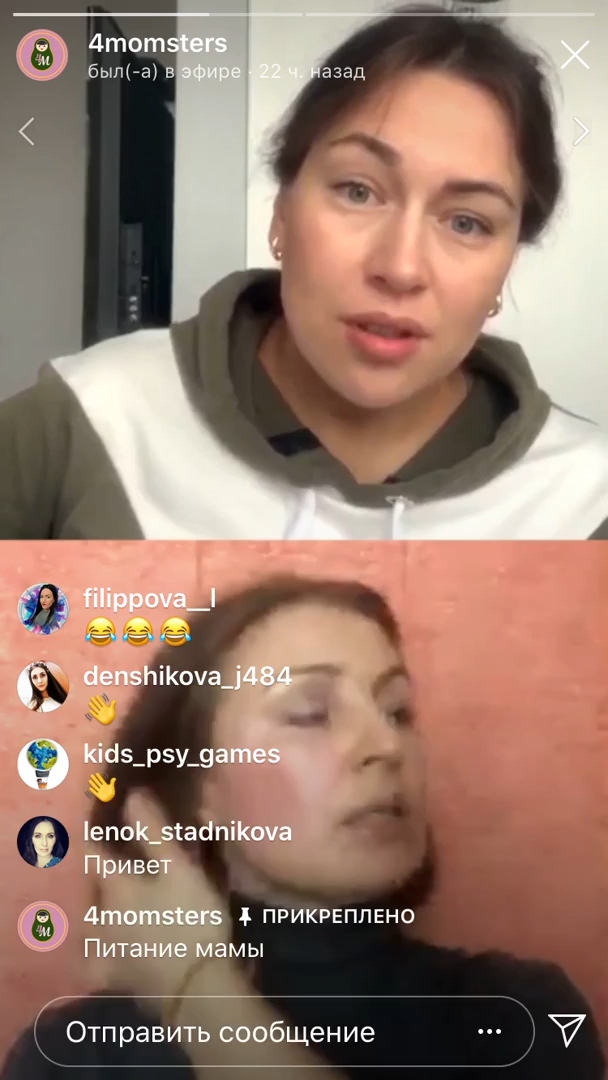 4momsters
был(-а) в эфире · 22 ч. назад
filippova__l
😂😂😂
denshikova_j484
👋
kids_psy_games
👋
lenok_stadnikova
Привет
4momsters ПРИКРЕПЛЕНО
Питание мамы
Отправить сообщение